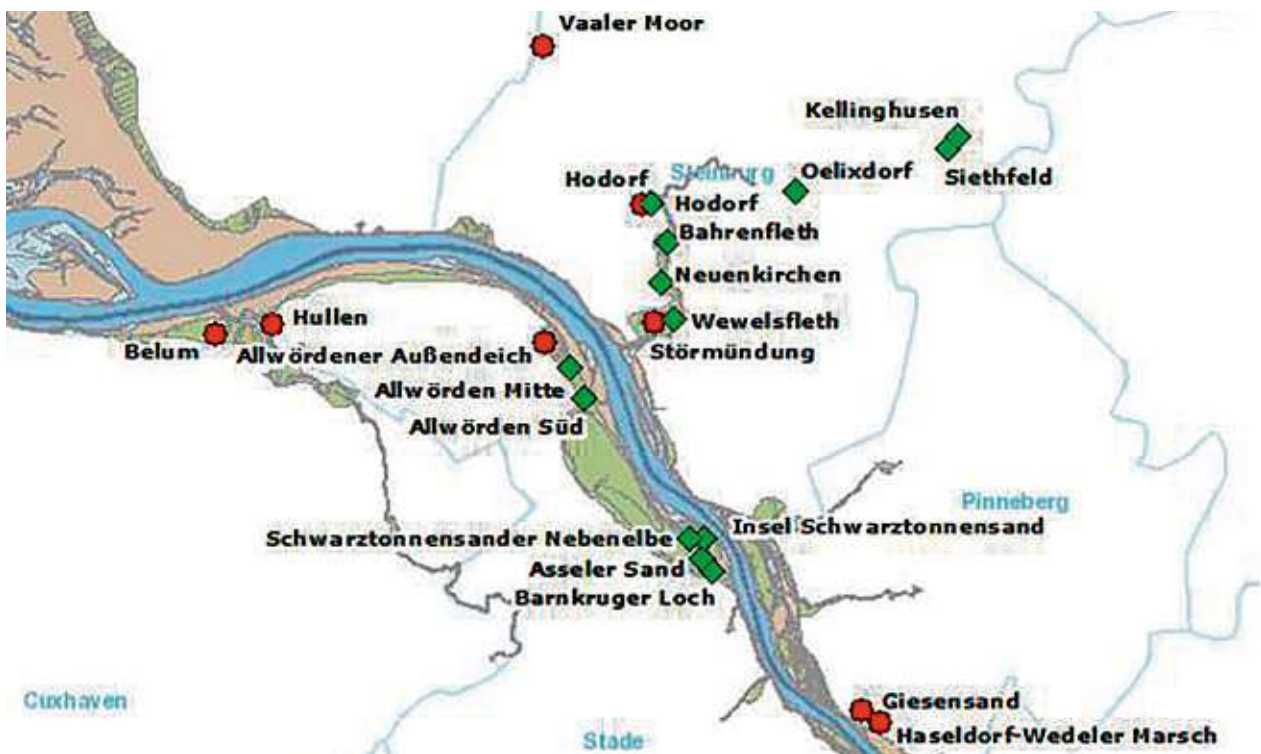 Vaaler Moor
Kellinghusen
Steinburg
Oelixdorf
Siethfeld
Hodorf
Hodorf
Bahrenfleth
Neuenkirchen
Hullen
Wewelsfleth
Belum
Allwördener Außendeich
Störmündung
Allwörden Mitte
Allwörden Süd
Pinneberg
Insel Schwarztonnensand
Schwarztonnensander Nebenelbe
Asseler Sand
Barnkruger Loch
Cuxhaven
Giesensand
Haseldorf-Wedeler Marsch
Stade